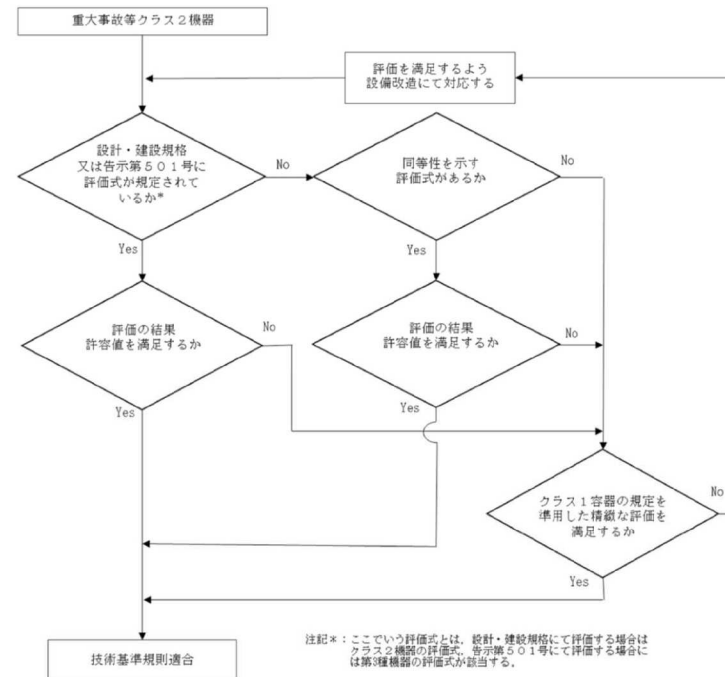 重大事故等クラス２機器
評価を満足するよう
設備改造にて対応する
設計・建設規格
又は告示第５０１号に
評価式が規定されて
いるか*
No
同等性を示す
評価式があるか
No
Yes
Yes
評価の結果
許容値を満足するか
No
評価の結果
許容値を満足するか
No
Yes
Yes
クラス１容器の規定を
準用した精緻な評価を
満足するか
No
Yes
技術基準規則適合
注記＊：ここでいう評価式とは，設計・建設規格にて評価する場合は
クラス２機器の評価式，告示第５０１号にて評価する場合に
は第3種機器の評価式が該当する。